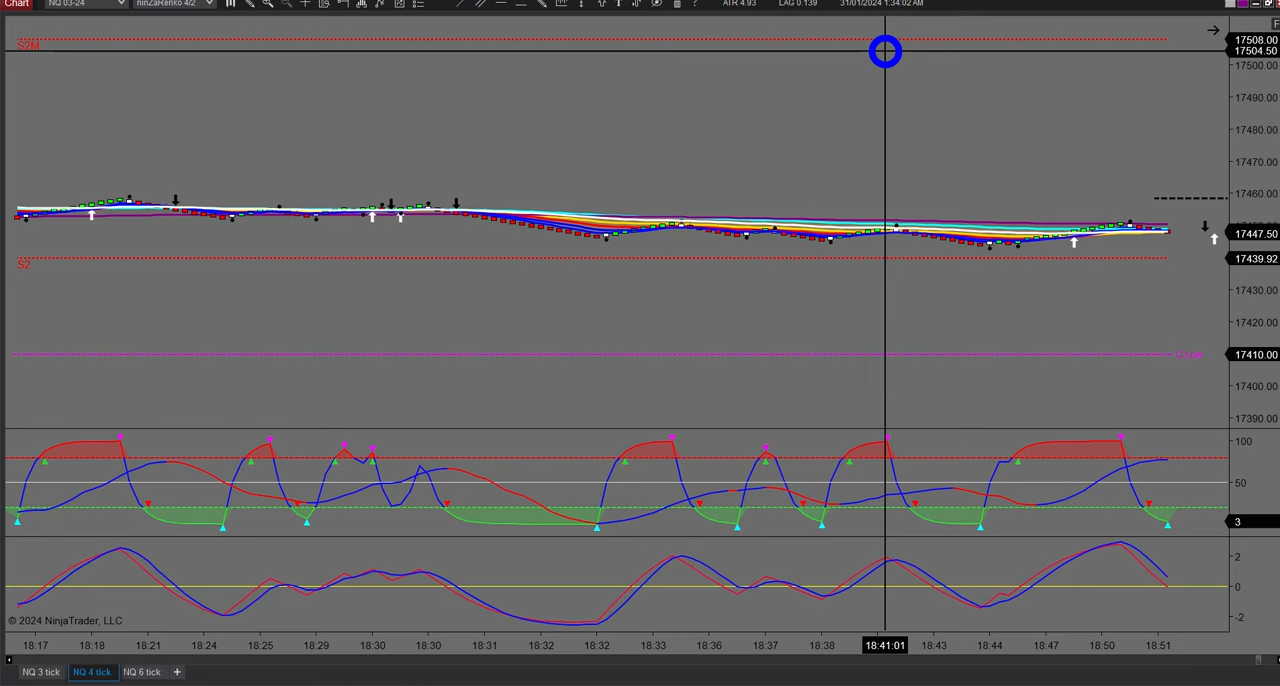 Chart NQ 03-24 ninZaRenko 4/2 ATR 4.93 LAG 0.139 31/01/2024 1:34:02 AM
F
S2M
17508.00
17504.50
17500.00
17490.00
17480.00
17470.00
17460.00
17447.50
S2
17439.92
17430.00
17420.00
17410.00
17400.00
17390.00
100
50
3
2
0
-2
© 2024 NinjaTrader, LLC
18:17 18:18 18:21 18:24 18:25 18:29 18:30 18:30 18:31 18:32 18:33 18:35 18:36 18:37 18:38 18:41:01 18:43 18:44 18:47 18:50 18:51
NQ 3 tick NQ 4 tick NQ 6 tick +